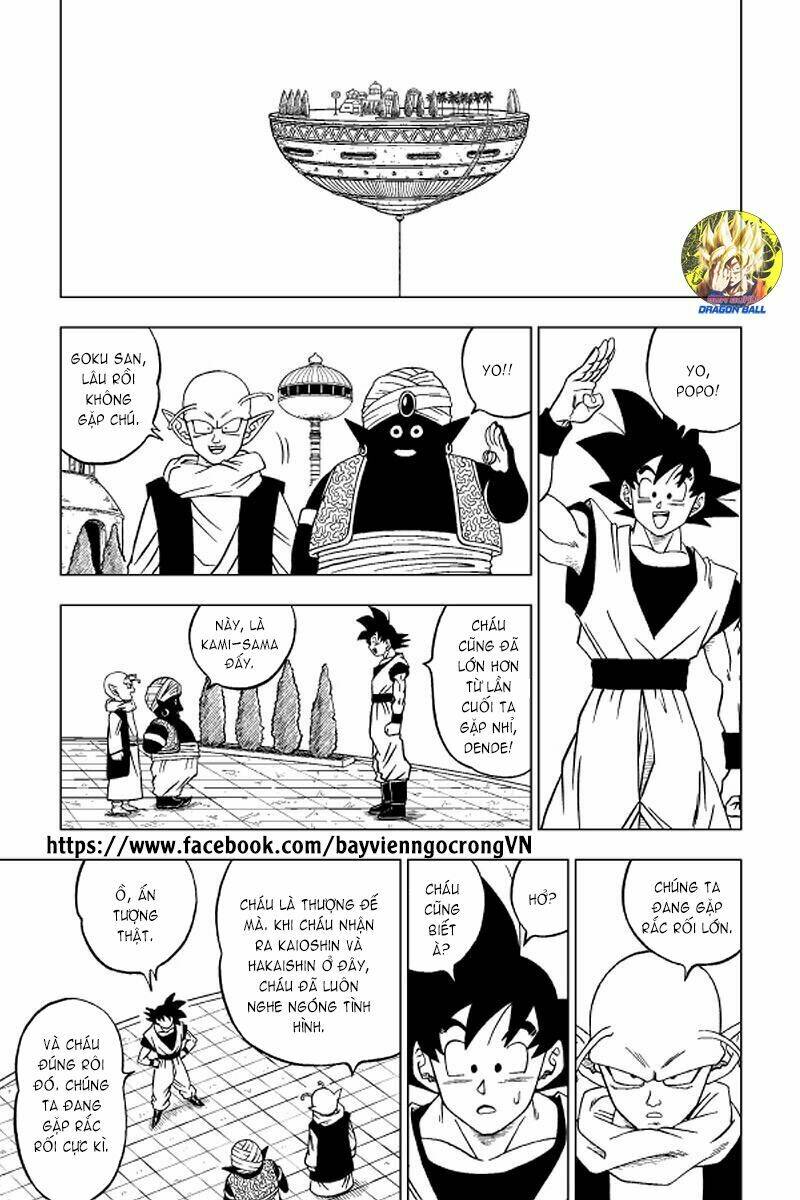 YO,
POPO!
YO!!
GOKU SAN,
LÂU RỒI
KHÔNG
GẶP CHÚ.
CHÁU
CŨNG ĐÃ
LỚN HƠN
TỪ LẦN
CUỐI TA
GẶP NHỈ,
DENDE!
NÀY, LÀ
KAMI-SAMA
ĐẤY.
https://www.facebook.com/bayvienngocrongVN
CHÚNG TA
ĐANG GẶP
RẮC RỐI LỚN.
HỞ?
CHÁU
CŨNG
BIẾT
À?
CHÁU LÀ THƯỢNG ĐẾ
MÀ. KHI CHÁU NHẬN
RA KAIOSHIN VÀ
HAKAISHIN Ở ĐÂY,
CHÁU ĐÃ LUÔN
NGHE NGÓNG TÌNH
HÌNH.
Ồ, ẤN
TƯỢNG
THẬT.
VÀ CHÁU
ĐÚNG RÔI
ĐÓ. CHÚNG
TA ĐANG
GẶP RẮC
RỐI CỰC KÌ.
DRAGON BALL